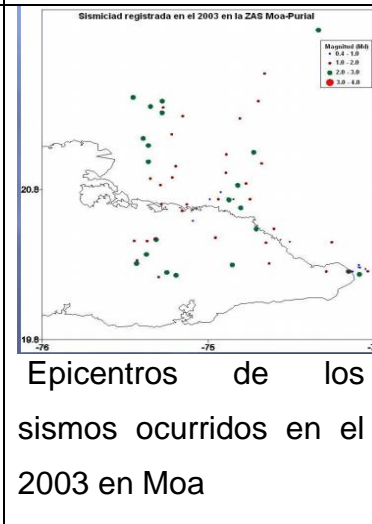 Sismiciad registrada en el 2003 en la ZAS Moa-Purial
Magnitud (Md)
0.4 - 1.0
1.0 - 2.0
2.0 - 3.0
3.0 - 4.0
20.8
19.8
-76
-75
Epicentros de los
sismos ocurridos en el
2003 en Moa